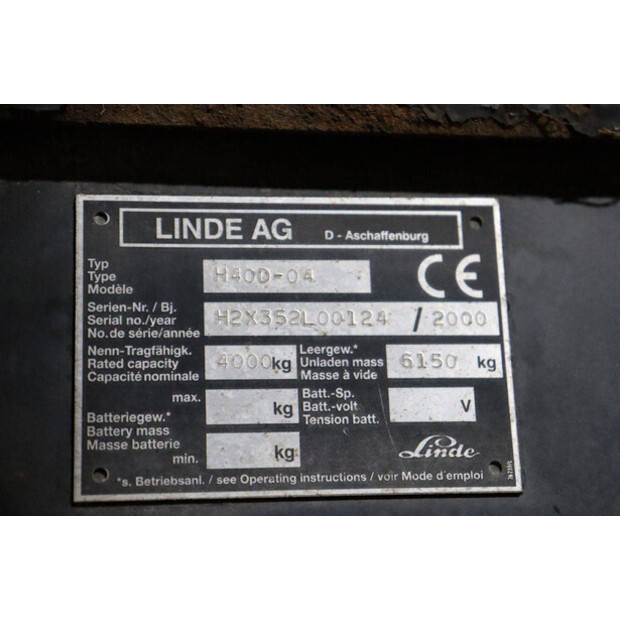 LINDE AG D - Aschaffenburg
Typ
Type
Modèle
H40D-04
CE
Serien-Nr. / Bj.
Serial no./year
No.de série/année
H2X352L00124 / 2000
Nenn-Tragfähigk.
Rated capacity
Capacité nominale
4000 kg
Leergew.*
Unladen mass
Masse à vide
6150 kg
max. kg
Batteriegew.*
Battery mass
Masse batterie
min. kg
Batt.-Sp.
Batt.-volt
Tension batt.
V
Linde
*s. Betriebsanl. / see Operating instructions / voir Mode d'emploi